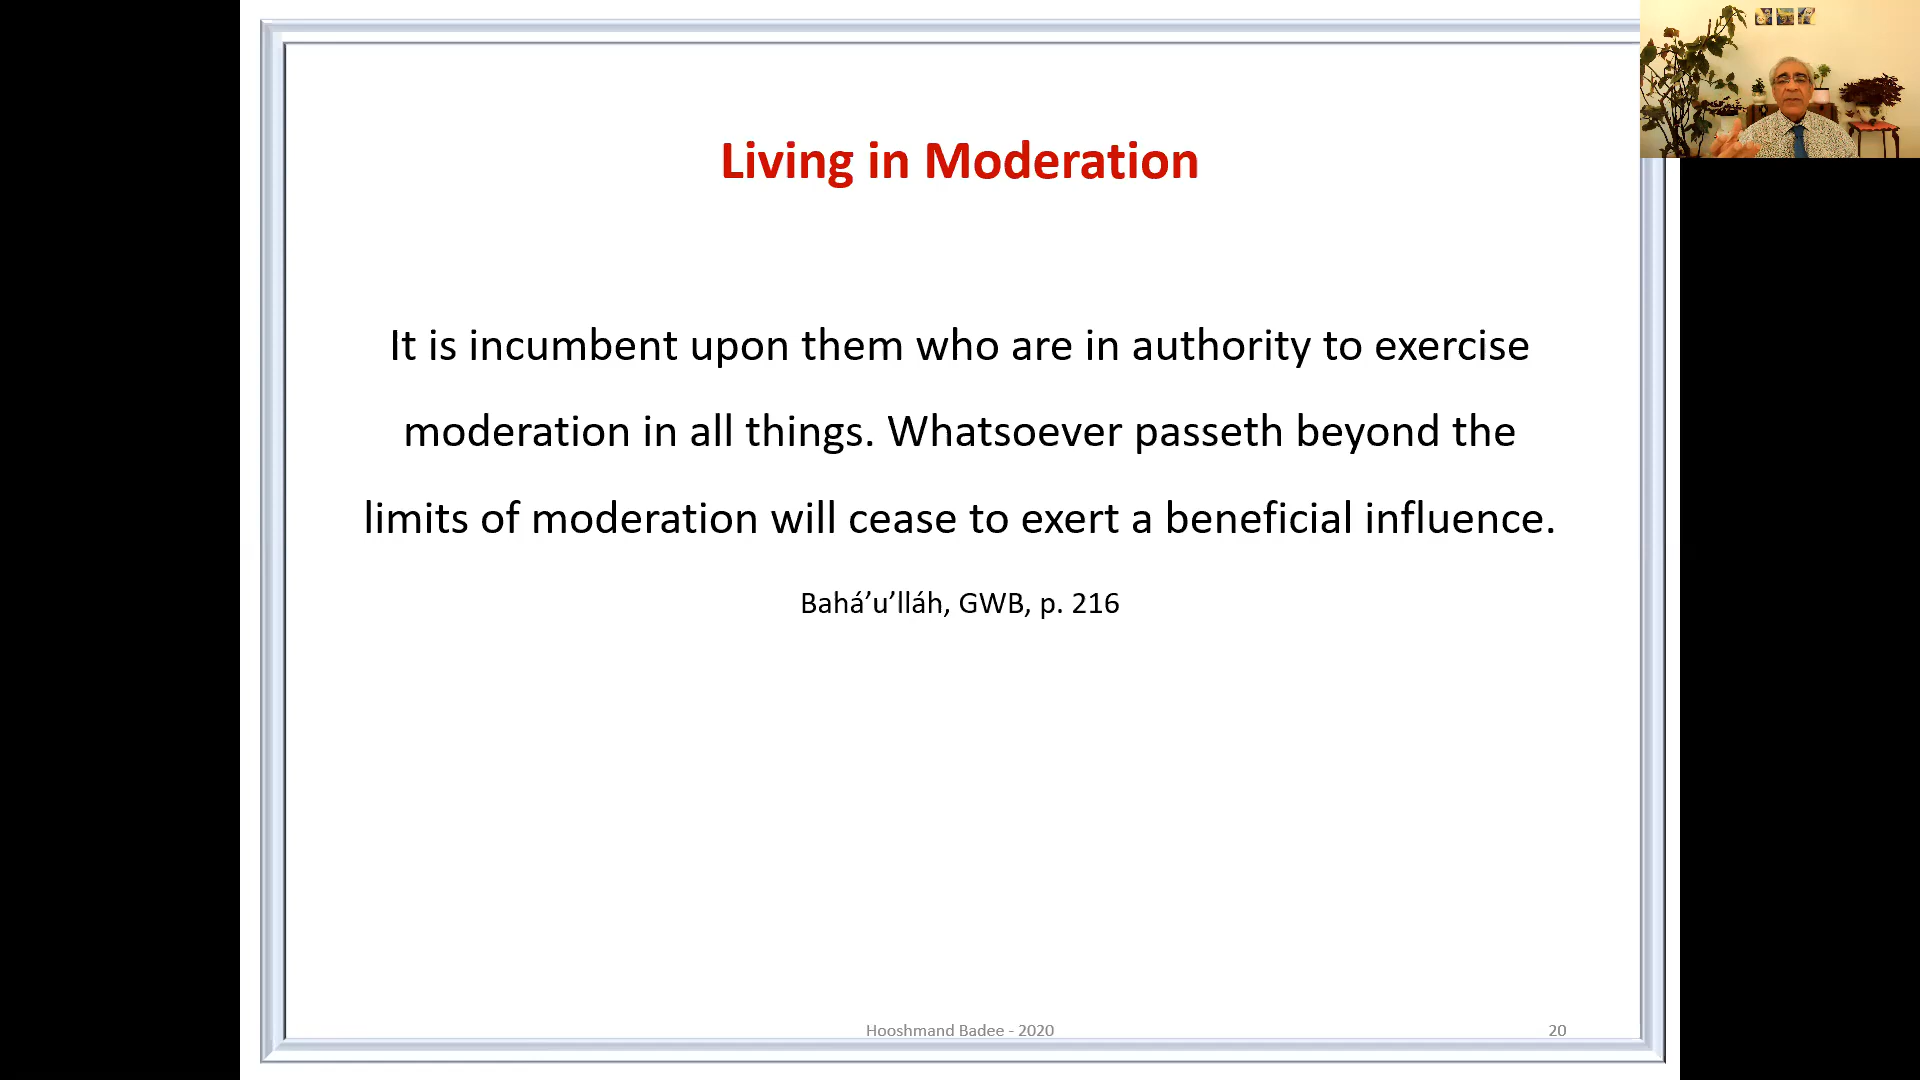 Living in Moderation
It is incumbent upon them who are in authority to exercise
moderation in all things. Whatsoever passeth beyond the
limits of moderation will cease to exert a beneficial influence.
Bahá’u’lláh, GWB, p. 216
Hooshmand Badee - 2020
20